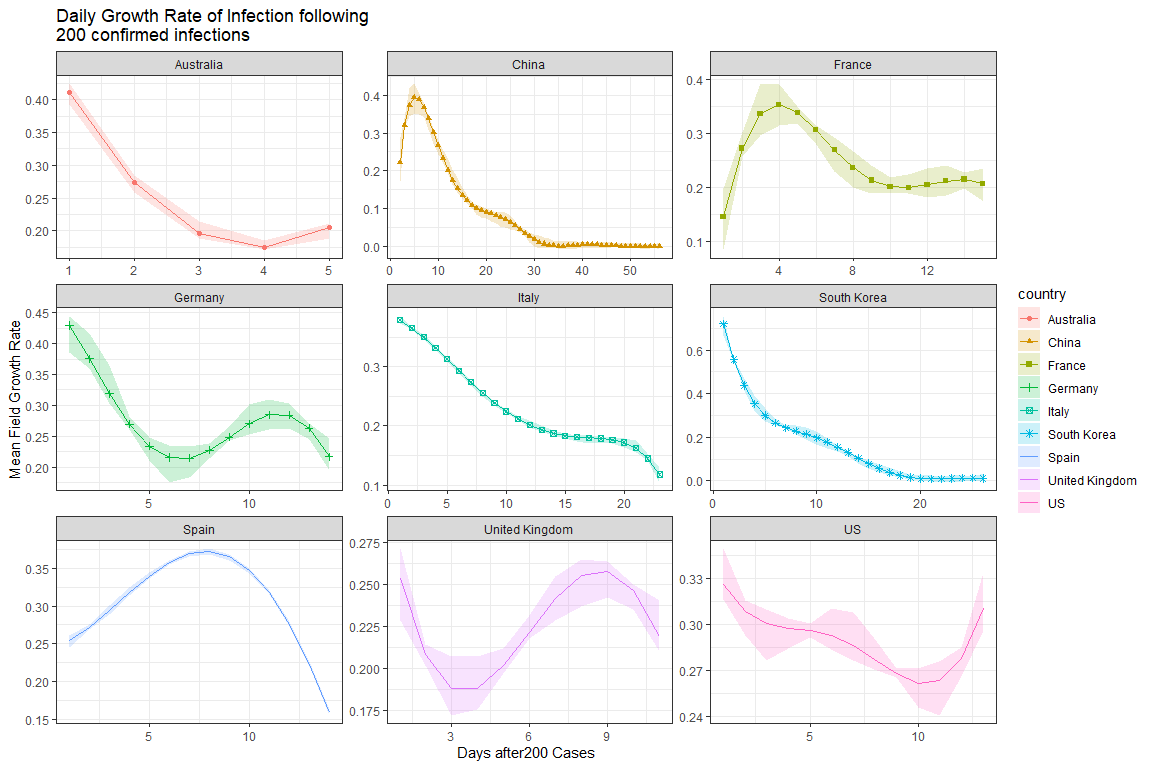 Daily Growth Rate of Infection following
200 confirmed infections
Australia
0.40
0.35
0.30
0.25
0.20
1 2 3 4 5
China
0.4
0.3
0.2
0.1
0.0
0 10 20 30 40 50
France
0.4
0.3
0.2
0.1
4 8 12
Mean Field Growth Rate
Germany
0.45
0.40
0.35
0.30
0.25
0.20
5 10
Italy
0.3
0.2
0.1
0 5 10 15 20
South Korea
0.6
0.4
0.2
0.0
0 10 20
Spain
0.35
0.30
0.25
0.20
0.15
5 10
United Kingdom
0.275
0.250
0.225
0.200
0.175
3 6 9
US
0.33
0.30
0.27
0.24
5 10
Days after200 Cases
country
Australia
China
France
Germany
Italy
South Korea
Spain
United Kingdom
US